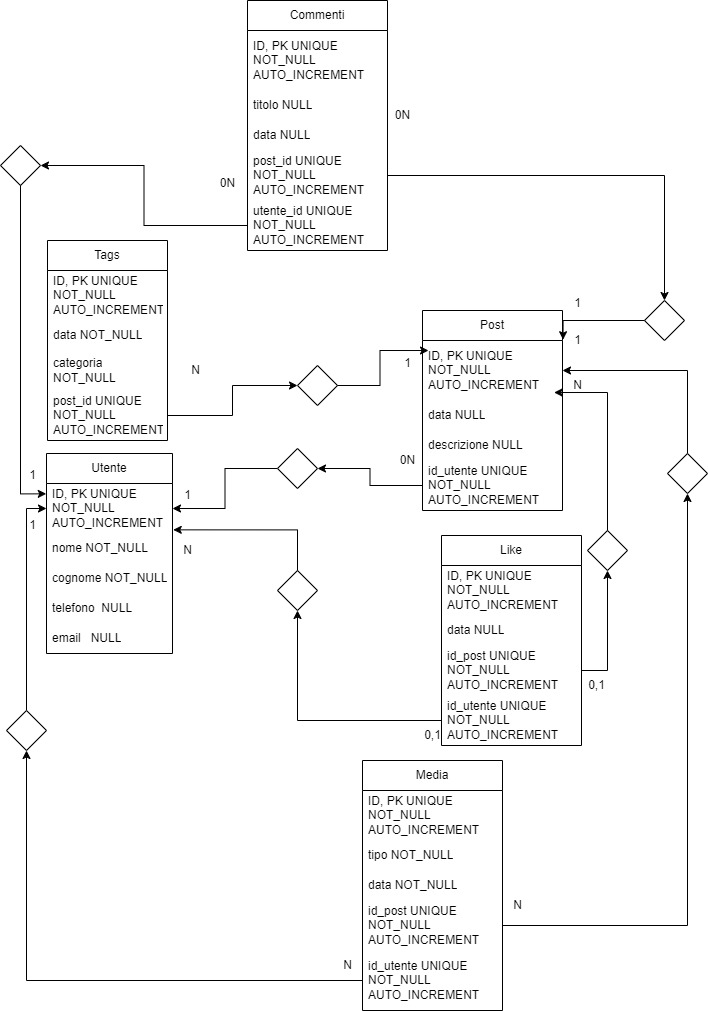 Commenti
ID, PK UNIQUE
NOT_NULL
AUTO_INCREMENT
titolo NULL
data NULL
post_id UNIQUE
NOT_NULL
AUTO_INCREMENT
utente_id UNIQUE
NOT_NULL
AUTO_INCREMENT
0N
0N
Tags
ID, PK UNIQUE
NOT_NULL
AUTO_INCREMENT
data NOT_NULL
categoria
NOT_NULL
post_id UNIQUE
NOT_NULL
AUTO_INCREMENT
N
1
1
1
N
Post
ID, PK UNIQUE
NOT_NULL
AUTO_INCREMENT
data NULL
descrizione NULL
id_utente UNIQUE
NOT_NULL
AUTO_INCREMENT
0N
1
1
1
N
Utente
ID, PK UNIQUE
NOT_NULL
AUTO_INCREMENT
nome NOT_NULL
cognome NOT_NULL
telefono NULL
email NULL
Like
ID, PK UNIQUE
NOT_NULL
AUTO_INCREMENT
data NULL
id_post UNIQUE
NOT_NULL
AUTO_INCREMENT
id_utente UNIQUE
NOT_NULL
AUTO_INCREMENT
0,1
0,1
Media
ID, PK UNIQUE
NOT_NULL
AUTO_INCREMENT
tipo NOT_NULL
data NOT_NULL
id_post UNIQUE
NOT_NULL
AUTO_INCREMENT
id_utente UNIQUE
NOT_NULL
AUTO_INCREMENT
N
N